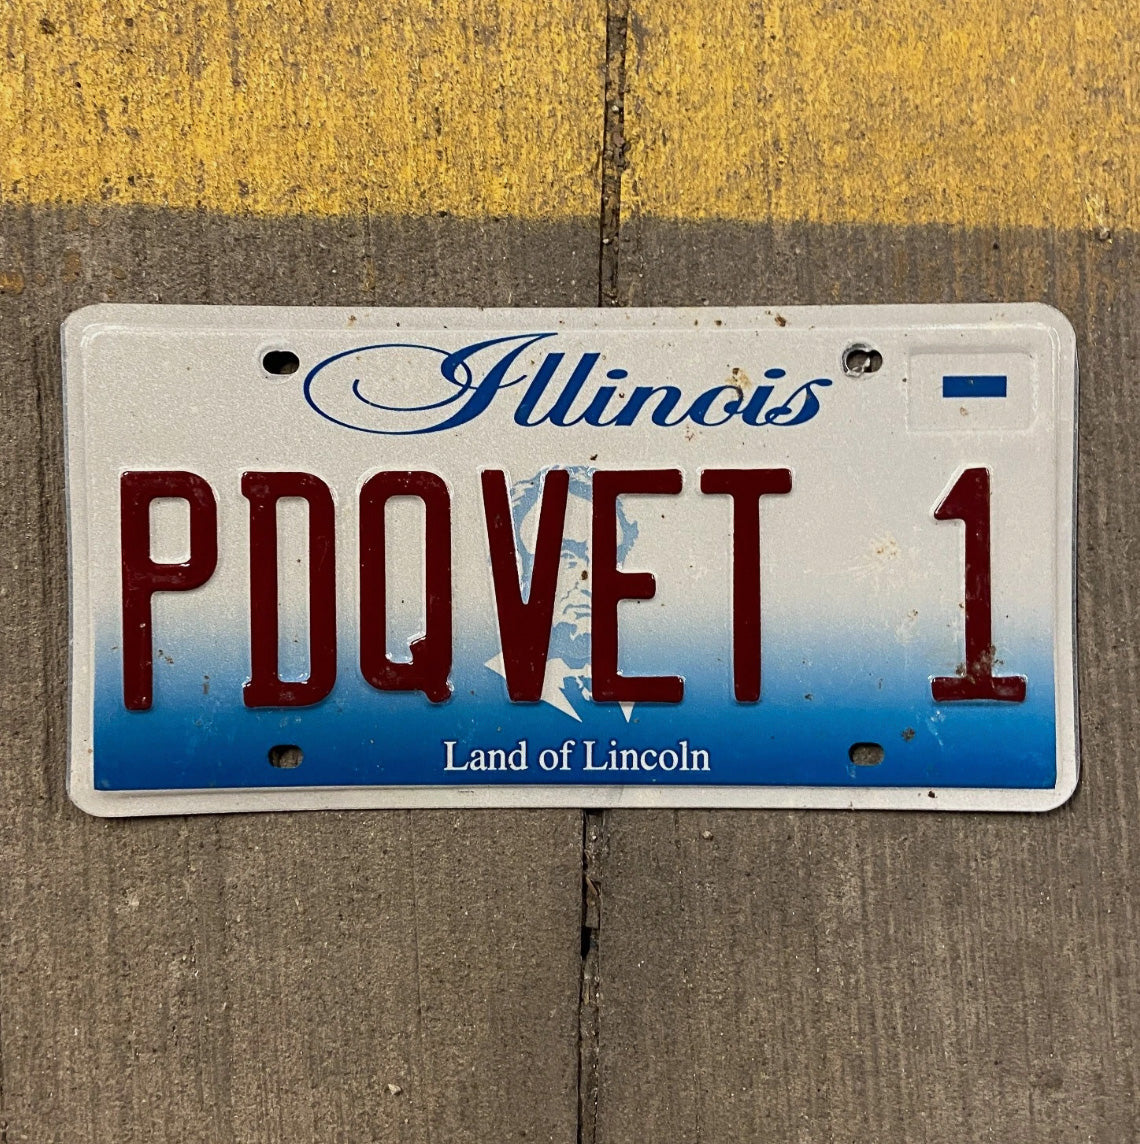 Illinois
PDQVET 1
Land of Lincoln